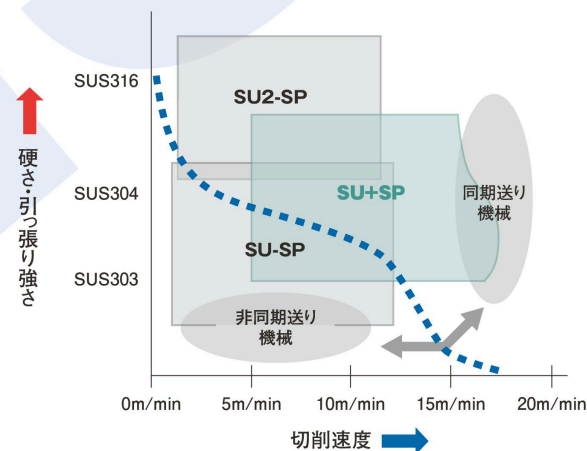 SUS316
SUS304
SUS303
硬さ・引っ張り強さ
SU2-SP
SU+SP
SU-SP
同期送り
機械
非同期送り
機械
0m/min
5m/min
10m/min
15m/min
20m/min
切削速度